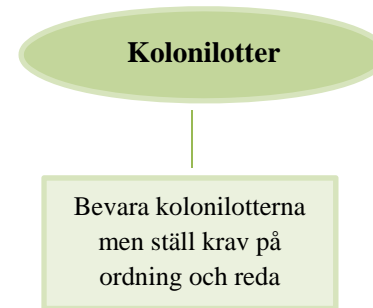 Kolonilotter
Bevara kolonilotterna
men ställ krav på
ordning och reda